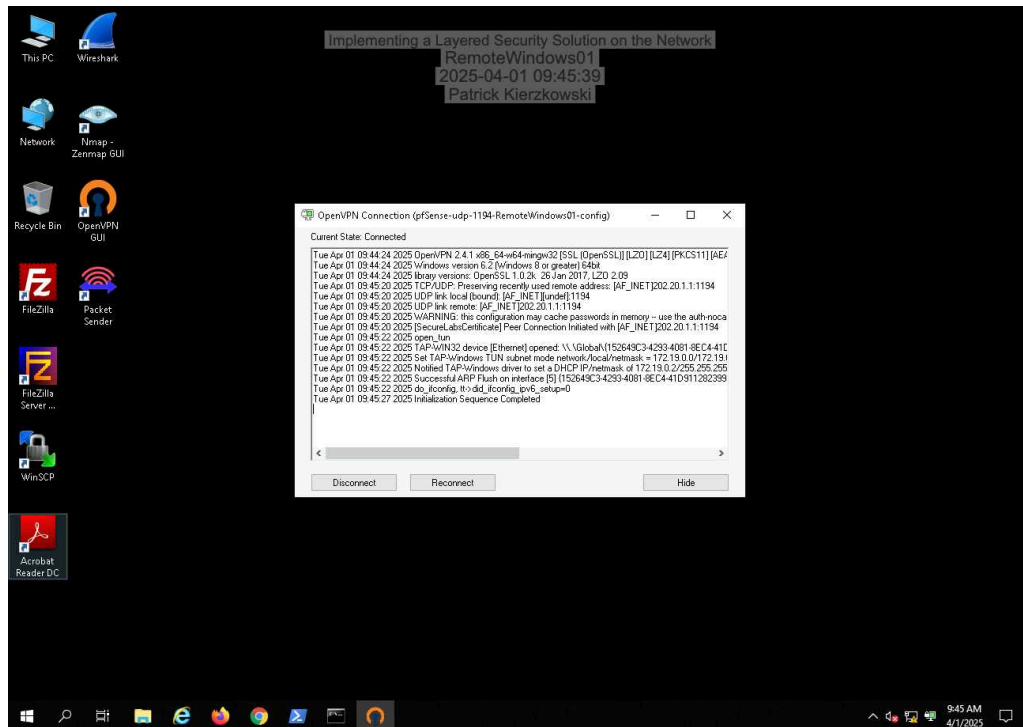 Implementing a Layered Security Solution on the Network
RemoteWindows01
2025-04-01 09:45:39
Patrick Kierzkowski
This PC
Wireshark
Network
Nmap -
Zenmap GUI
Recycle Bin
OpenVPN
GUI
FileZilla
Packet
Sender
FileZilla
Server ...
WinSCP
Acrobat
Reader DC
OpenVPN Connection (pfSense-udp-1194-RemoteWindows01-config)
Current State: Connected
Tue Apr 01 09:44:24 2025 OpenVPN 2.4.1 x86_64-w64-mingw32 [SSL (OpenSSL)] [LZO] [LZ4] [PKCS11] [AEA
Tue Apr 01 09:44:24 2025 Windows version 6.2 (Windows 8 or greater) 64bit
Tue Apr 01 09:44:24 2025 library versions: OpenSSL 1.0.2k 26 Jan 2017, LZO 2.09
Tue Apr 01 09:45:20 2025 TCP/UDP: Preserving recently used remote address: [AF_INET]202.20.1.1:1194
Tue Apr 01 09:45:20 2025 UDP link local (bound): [AF_INET][undef]:1194
Tue Apr 01 09:45:20 2025 UDP link remote: [AF_INET]202.20.1.1:1194
Tue Apr 01 09:45:20 2025 WARNING: this configuration may cache passwords in memory -- use the auth-noca
Tue Apr 01 09:45:20 2025 [SecureLabsCertificate] Peer Connection Initiated with [AF_INET]202.20.1.1:1194
Tue Apr 01 09:45:22 2025 open_tun
Tue Apr 01 09:45:22 2025 TAP-WIN32 device [Ethernet] opened: \\.\Global\{152649C3-4293-4081-8EC4-41D
Tue Apr 01 09:45:22 2025 Set TAP-Windows TUN subnet mode network/local/netmask = 172.19.0.0/172.19.
Tue Apr 01 09:45:22 2025 Notified TAP-Windows driver to set a DHCP IP/netmask of 172.19.0.2/255.255.255
Tue Apr 01 09:45:22 2025 Successful ARP Flush on interface [5] {152649C3-4293-4081-8EC4-41D911282399
Tue Apr 01 09:45:22 2025 do_ifconfig, tt->did_ifconfig_ipv6_setup=0
Tue Apr 01 09:45:27 2025 Initialization Sequence Completed
Disconnect
Reconnect
Hide
9:45 AM
4/1/2025